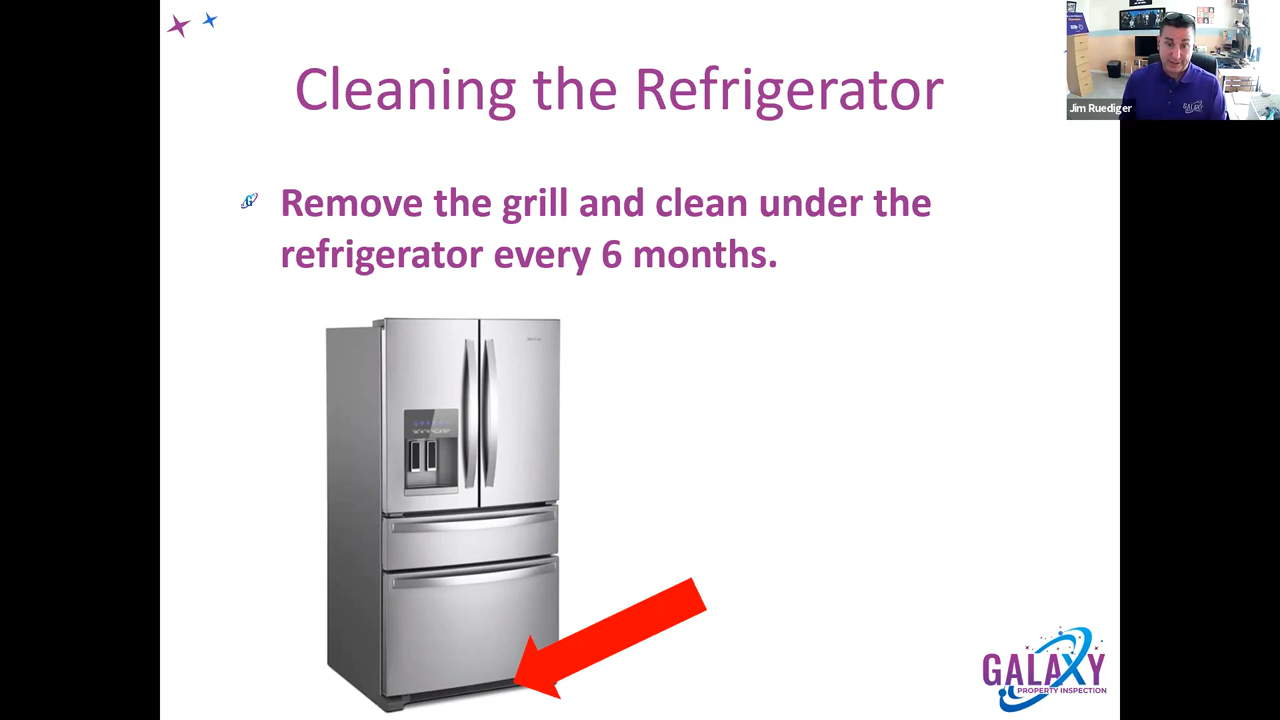 Cleaning the Refrigerator
Jim Ruediger
GALAXY
Remove the grill and clean under the
refrigerator every 6 months.
GALAXY
PROPERTY INSPECTION